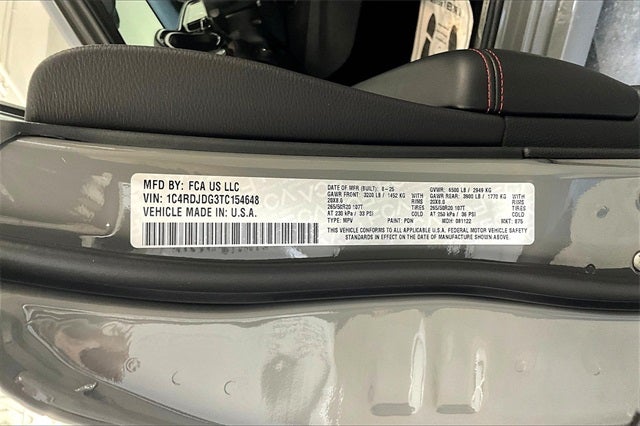 MFD BY: FCA US LLC
VIN: 1C4RDJDG3TC154648
VEHICLE MADE IN U.S.A.
DATE OF MFR (BUILT): 8-25 GVWR: 6500 LB / 2949 KG
GAWR FRONT: 3200 LB / 1452 KG WITH GAWR REAR: 3900 LB / 1770 KG WITH
20X8.0 RIMS 20X8.0 RIMS
265/50R20 107T TIRES 265/50R20 107T TIRES
AT 230 kPa / 33 PSI COLD AT 250 kPa / 36 PSI COLD
TYPE: MPV PAINT: PDN MDH: 081122 MKT: 875
THIS VEHICLE CONFORMS TO ALL APPLICABLE U.S.A. FEDERAL MOTOR VEHICLE SAFETY
STANDARDS IN EFFECT ON THE DATE OF MANUFACTURE SHOWN ABOVE.